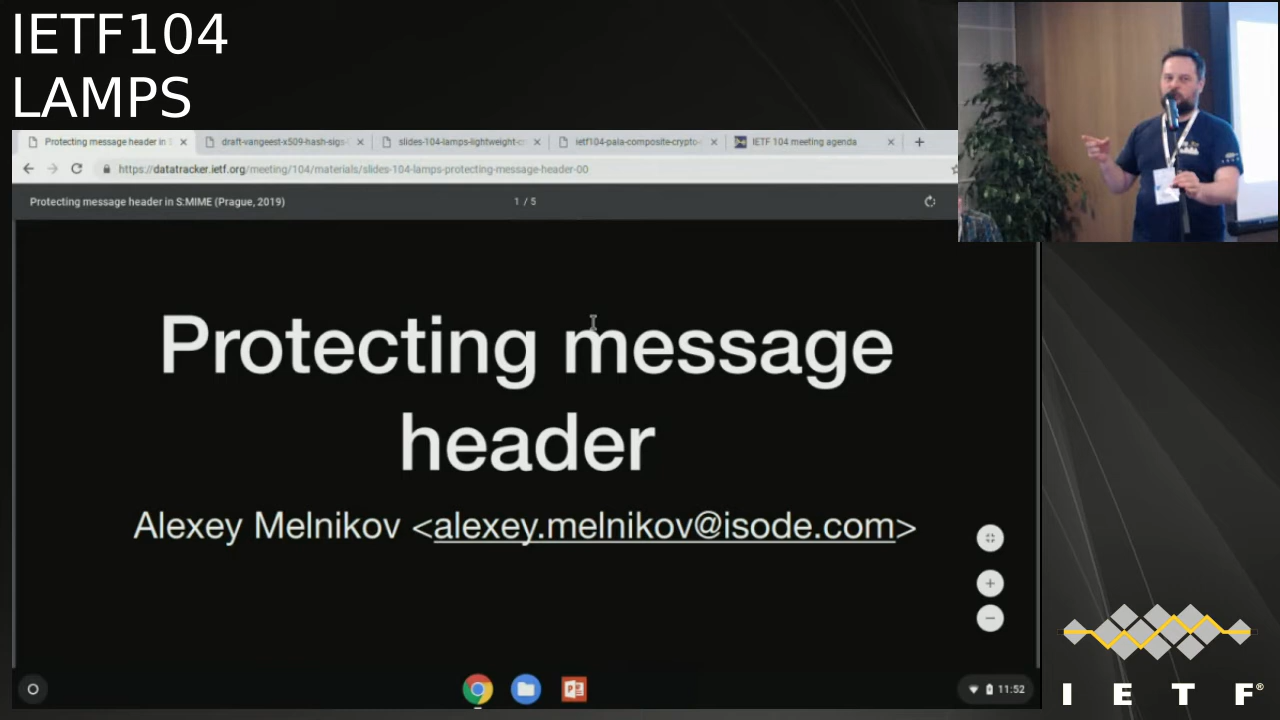 IETF104
LAMPS
Protecting message header in S
draft-vangeest-x509-hash-sigs
slides-104-lamps-lightweight-c
ietf104-pala-composite-crypto-
IETF 104 meeting agenda
https://datatracker.ietf.org/meeting/104/materials/slides-104-lamps-protecting-message-header-00
Protecting message header in S:MIME (Prague, 2019)
1 / 5
Protecting message
header
Alexey Melnikov <alexey.melnikov@isode.com>
11:52
I E T F®